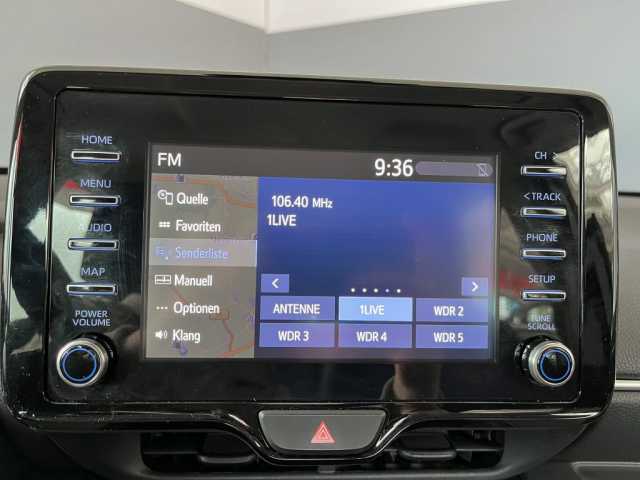 HOME
MENU
AUDIO
MAP
POWER
VOLUME
FM
9:36
Quelle
Favoriten
Senderliste
Manuell
Optionen
Klang
106.40 MHz
1LIVE
<
>
ANTENNE 1LIVE WDR 2
WDR 3 WDR 4 WDR 5
CH >
< TRACK
PHONE
SETUP
TUNE
SCROLL